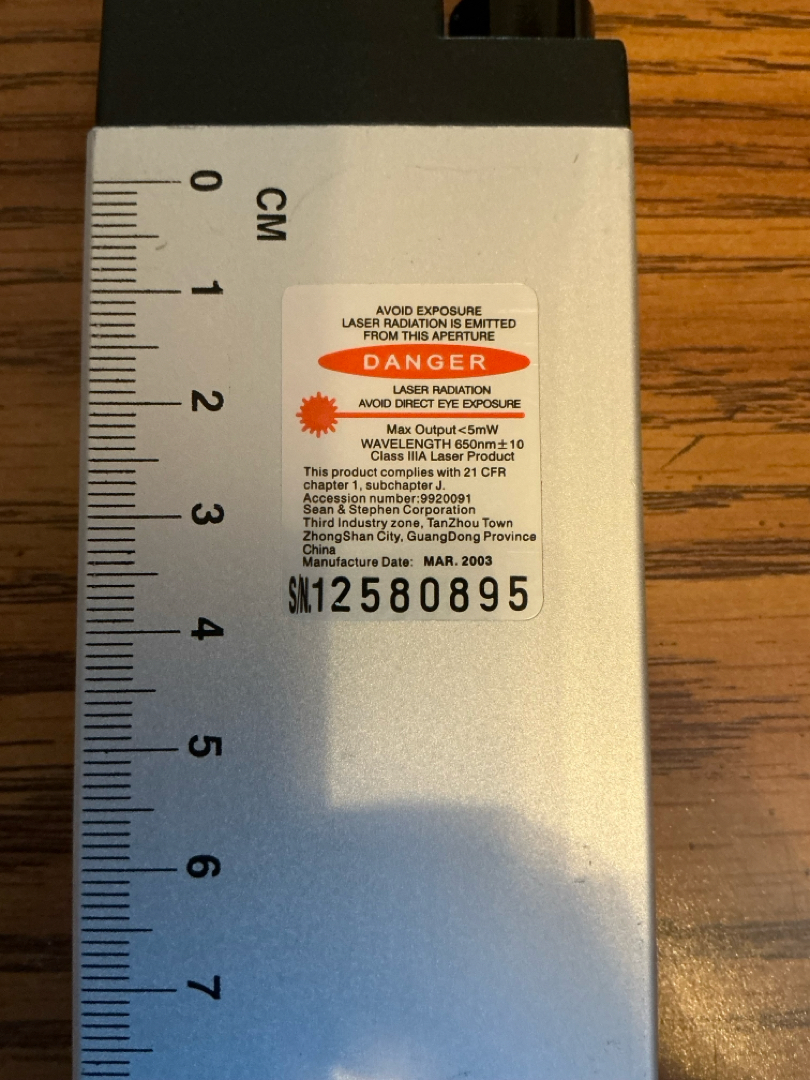 0
CM
1
2
3
4
5
6
7
AVOID EXPOSURE
LASER RADIATION IS EMITTED
FROM THIS APERTURE
DANGER
LASER RADIATION
AVOID DIRECT EYE EXPOSURE
Max Output<5mW
WAVELENGTH 650nm±10
Class IIIA Laser Product
This product complies with 21 CFR
chapter 1, subchapter J.
Accession number:9920091
Sean & Stephen Corporation
Third Industry zone, TanZhou Town
ZhongShan City, GuangDong Province
China
Manufacture Date: MAR. 2003
S/N.12580895